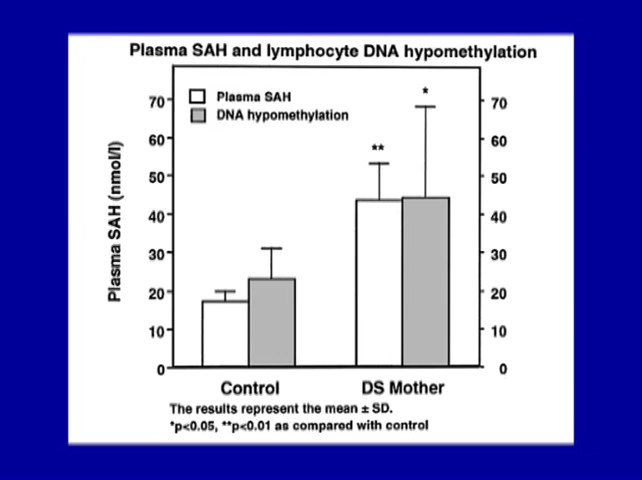 Plasma SAH and lymphocyte DNA hypomethylation
Plasma SAH
DNA hypomethylation
**
*
Plasma SAH (nmol/l)
70
60
50
40
30
20
10
0
70
60
50
40
30
20
10
0
Control
DS Mother
The results represent the mean ± SD.
*p<0.05, **p<0.01 as compared with control